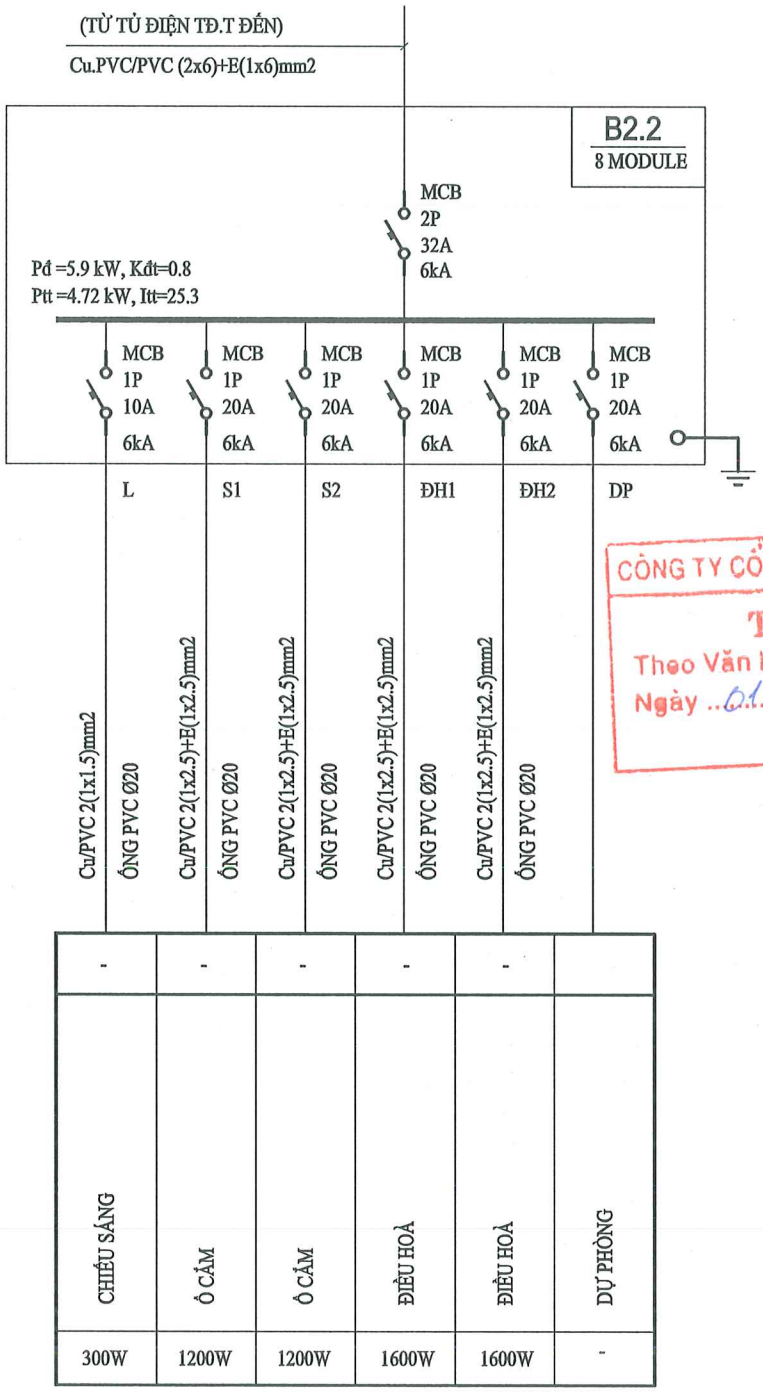 (TỪ TỦ ĐIỆN TĐ.T ĐẾN)
Cu.PVC/PVC (2x6)+E(1x6)mm2
B2.2
8 MODULE
MCB
2P
32A
6kA
Pđ =5.9 kW, Kđt=0.8
Ptt =4.72 kW, Itt=25.3
MCB
1P
10A
6kA
MCB
1P
20A
6kA
MCB
1P
20A
6kA
MCB
1P
20A
6kA
MCB
1P
20A
6kA
MCB
1P
20A
6kA
L
S1
S2
ĐH1
ĐH2
DP
CÔNG TY CỔ
Theo Văn
Ngày ..01....
Cu/PVC 2(1x1.5)mm2
ỐNG PVC Ø20
Cu/PVC 2(1x2.5)+E(1x2.5)mm2
ỐNG PVC Ø20
Cu/PVC 2(1x2.5)+E(1x2.5)mm2
ỐNG PVC Ø20
Cu/PVC 2(1x2.5)+E(1x2.5)mm2
ỐNG PVC Ø20
Cu/PVC 2(1x2.5)+E(1x2.5)mm2
ỐNG PVC Ø20
- - - - -
CHIẾU SÁNG
Ổ CẮM
Ổ CẮM
ĐIỀU HOÀ
ĐIỀU HOÀ
DỰ PHÒNG
300W 1200W 1200W 1600W 1600W -